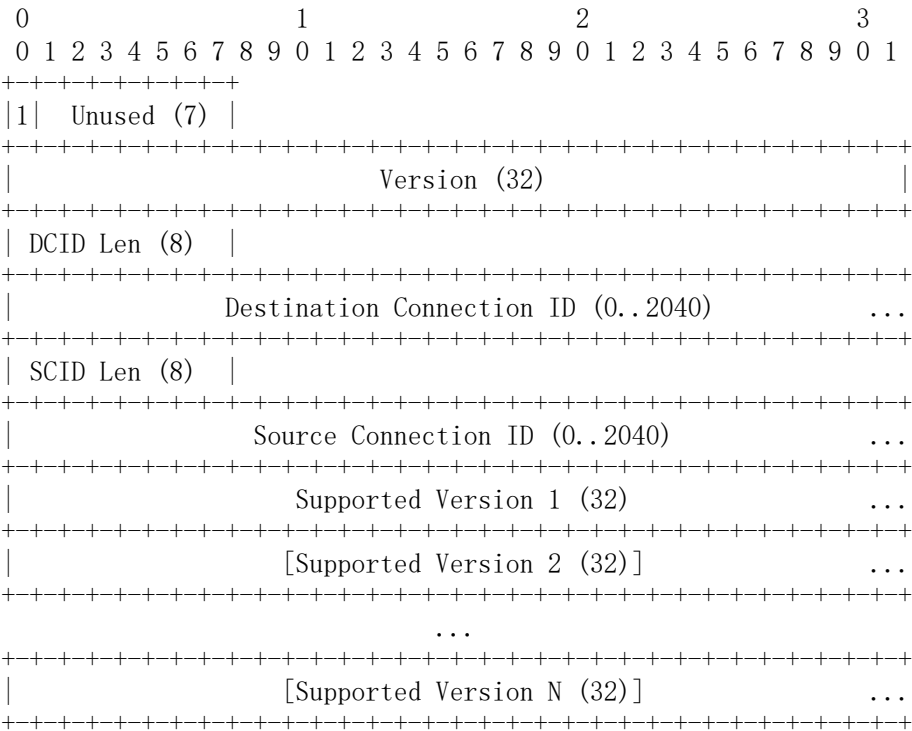 0                   1                   2                   3
 0 1 2 3 4 5 6 7 8 9 0 1 2 3 4 5 6 7 8 9 0 1 2 3 4 5 6 7 8 9 0 1
+-+-+-+-+-+-+-+-+
|1|  Unused (7) |
+-+-+-+-+-+-+-+-+-+-+-+-+-+-+-+-+-+-+-+-+-+-+-+-+-+-+-+-+-+-+-+-+
|                          Version (32)                         |
+-+-+-+-+-+-+-+-+-+-+-+-+-+-+-+-+-+-+-+-+-+-+-+-+-+-+-+-+-+-+-+-+
| DCID Len (8)  |
+-+-+-+-+-+-+-+-+-+-+-+-+-+-+-+-+-+-+-+-+-+-+-+-+-+-+-+-+-+-+-+-+
|               Destination Connection ID (0..2040)           ...
+-+-+-+-+-+-+-+-+-+-+-+-+-+-+-+-+-+-+-+-+-+-+-+-+-+-+-+-+-+-+-+-+
| SCID Len (8)  |
+-+-+-+-+-+-+-+-+-+-+-+-+-+-+-+-+-+-+-+-+-+-+-+-+-+-+-+-+-+-+-+-+
|                 Source Connection ID (0..2040)              ...
+-+-+-+-+-+-+-+-+-+-+-+-+-+-+-+-+-+-+-+-+-+-+-+-+-+-+-+-+-+-+-+-+
|                    Supported Version 1 (32)                 ...
+-+-+-+-+-+-+-+-+-+-+-+-+-+-+-+-+-+-+-+-+-+-+-+-+-+-+-+-+-+-+-+-+
|                   [Supported Version 2 (32)]                ...
+-+-+-+-+-+-+-+-+-+-+-+-+-+-+-+-+-+-+-+-+-+-+-+-+-+-+-+-+-+-+-+-+
                               ...
+-+-+-+-+-+-+-+-+-+-+-+-+-+-+-+-+-+-+-+-+-+-+-+-+-+-+-+-+-+-+-+-+
|                   [Supported Version N (32)]                ...
+-+-+-+-+-+-+-+-+-+-+-+-+-+-+-+-+-+-+-+-+-+-+-+-+-+-+-+-+-+-+-+-+